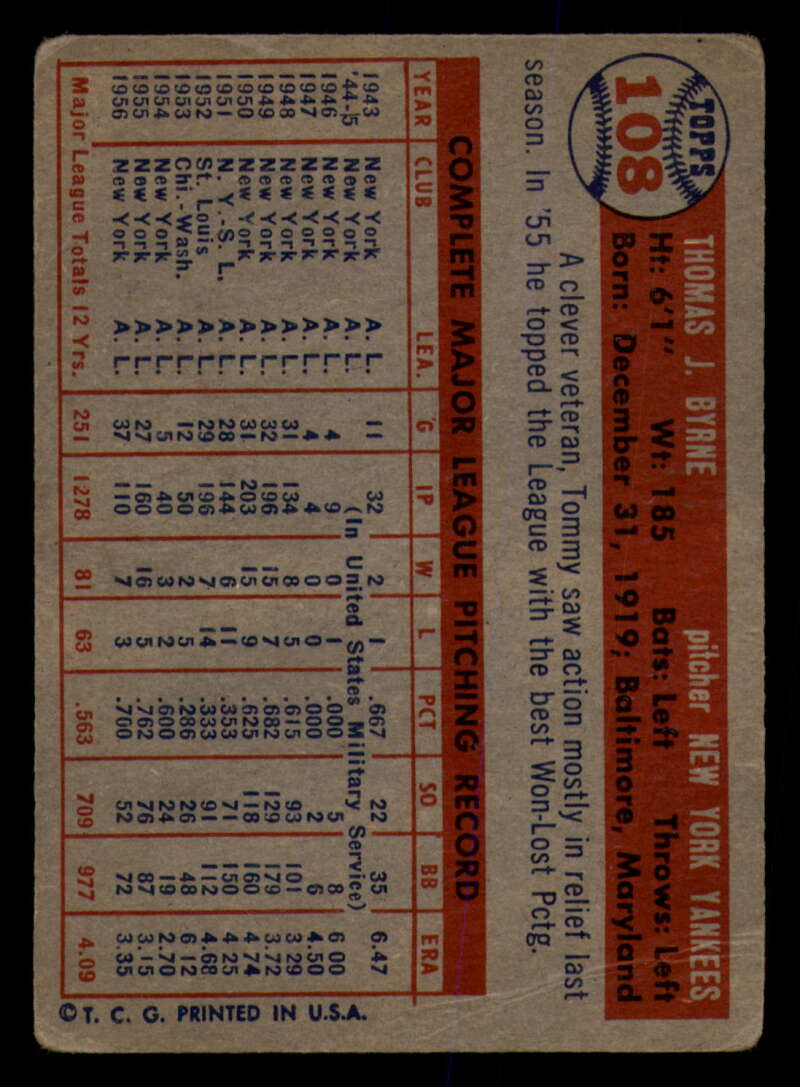 TOPPS
108
THOMAS J. BYRNE pitcher NEW YORK YANKEES
Ht: 6'1" Wt: 185 Bats: Left Throws: Left
Born: December 31, 1919; Baltimore, Maryland
A clever veteran, Tommy saw action mostly in relief last
season. In '55 he topped the League with the best Won-Lost Pctg.
COMPLETE MAJOR LEAGUE PITCHING RECORD
YEAR CLUB LEA. G IP W L PCT SO BB ERA
1943 New York A. L. 11 32 2 1 .667 22 35 6.47
'44-5 New York A. L. (In United States Military Service)
1946 New York A. L. 4 9 0 1 .000 5 8 6.00
1947 New York A. L. 4 4 0 0 .000 2 6 4.50
1948 New York A. L. 31 134 8 5 .615 93 101 3.29
1949 New York A. L. 32 196 15 7 .682 129 179 3.72
1950 New York A. L. 31 203 15 9 .625 118 160 4.74
1951 N. Y.-S. L. A. L. 28 144 6 11 .353 71 150 4.25
1952 St. Louis A. L. 29 196 7 14 .333 91 112 4.68
1953 Chi.-Wash. A. L. 12 50 2 5 .286 26 48 6.12
1954 New York A. L. 5 40 3 2 .600 24 19 2.70
1955 New York A. L. 27 160 16 5 .762 76 87 3.15
1956 New York A. L. 37 110 7 3 .700 52 72 3.35
Major League Totals 12 Yrs. 251 1278 81 63 .563 709 977 4.09
© T. C. G. PRINTED IN U.S.A.